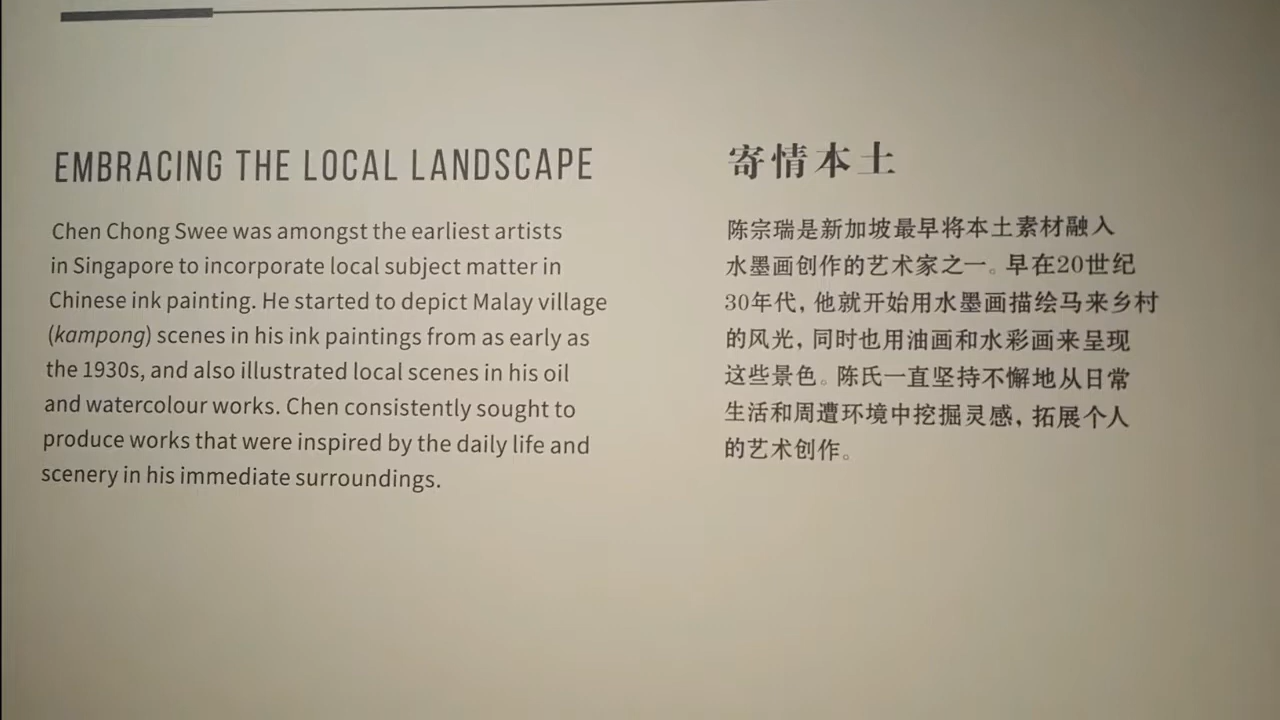 EMBRACING THE LOCAL LANDSCAPE
Chen Chong Swee was amongst the earliest artists
in Singapore to incorporate local subject matter in
Chinese ink painting. He started to depict Malay village
(kampong) scenes in his ink paintings from as early as
the 1930s, and also illustrated local scenes in his oil
and watercolour works. Chen consistently sought to
produce works that were inspired by the daily life and
scenery in his immediate surroundings.
寄情本土
陈宗瑞是新加坡最早将本土素材融入
水墨画创作的艺术家之一。早在20世纪
30年代，他就开始用水墨画描绘马来乡村
的风光，同时也用油画和水彩画来呈现
这些景色。陈氏一直坚持不懈地从日常
生活和周遭环境中挖掘灵感，拓展个人
的艺术创作。